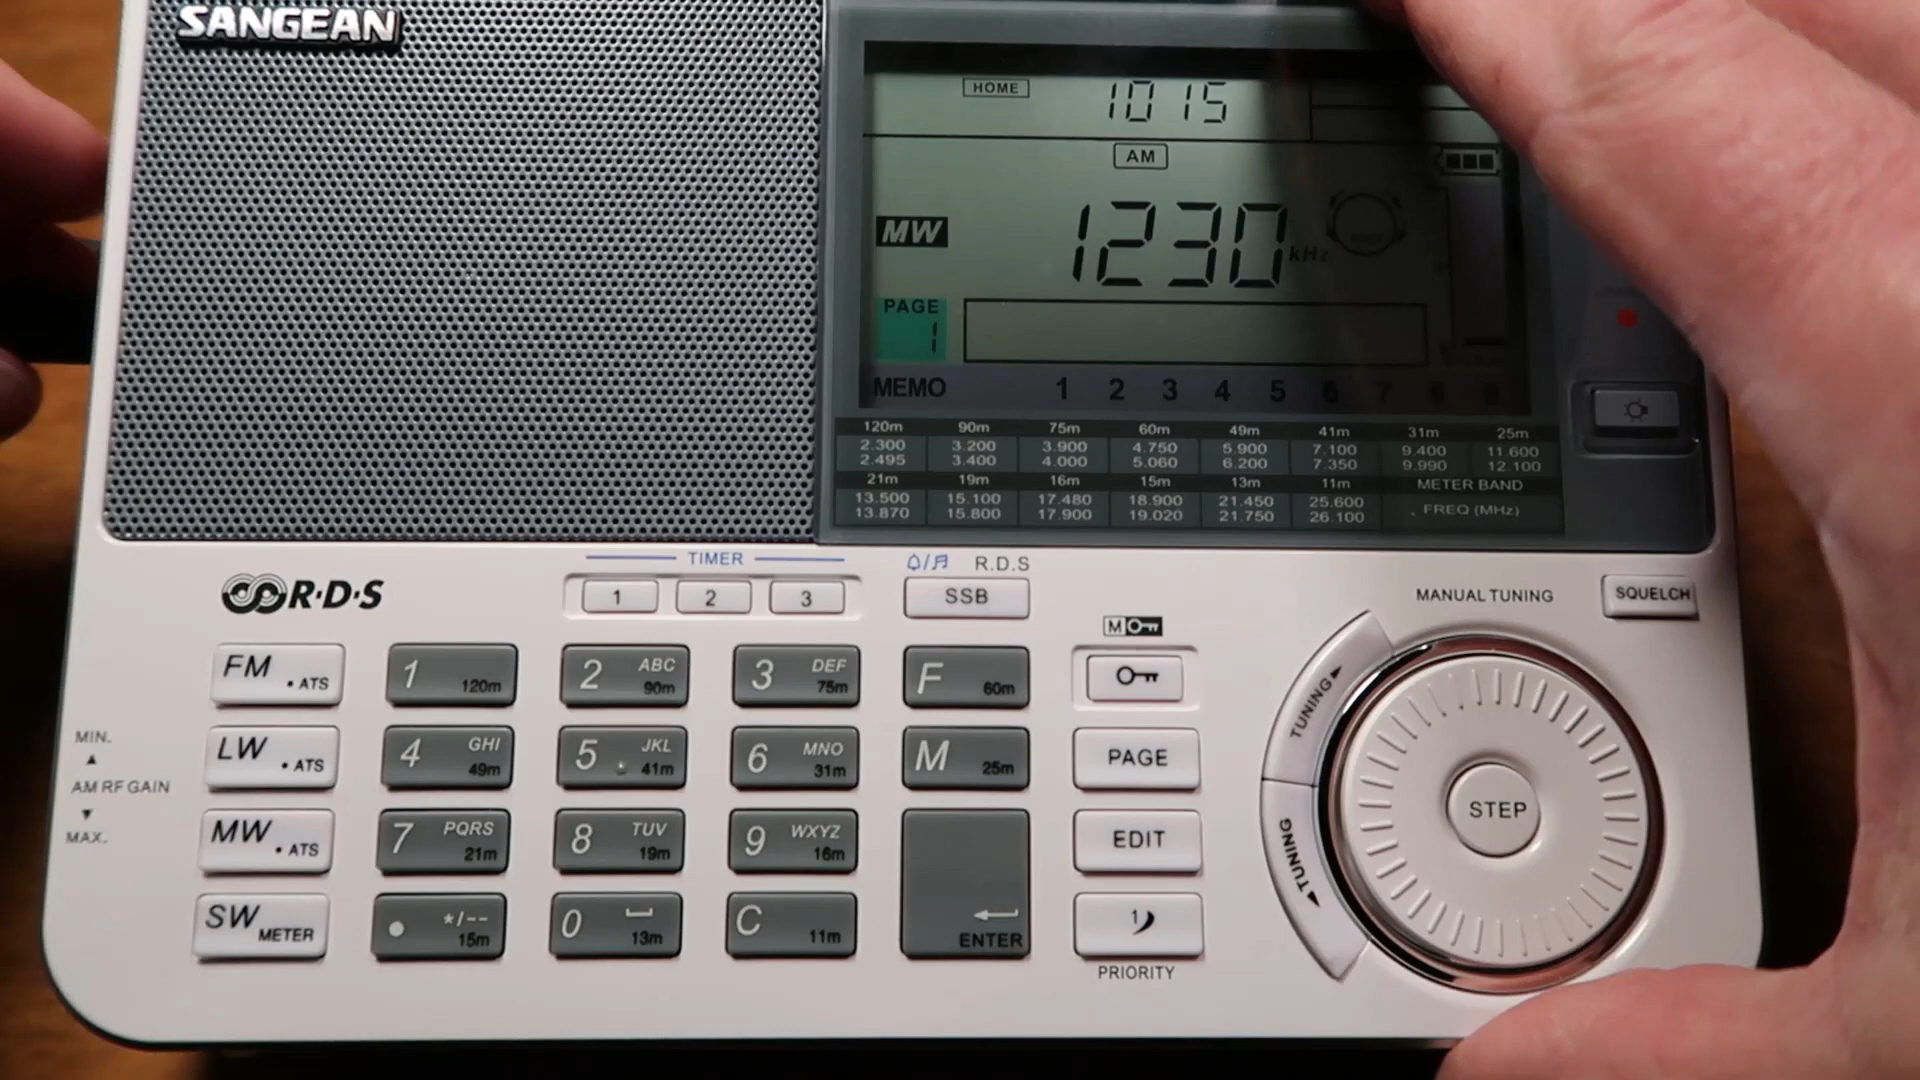 SANGEAN
HOME 1015
AM
MW 1230 kHz
PAGE
1
MEMO 1 2 3 4 5 6 7 8 9
120m 90m 75m 60m 49m 41m 31m 25m
2.300 3.200 3.900 4.750 5.900 7.100 9.400 11.600
2.495 3.400 4.000 5.060 6.200 7.350 9.990 12.100
21m 19m 16m 15m 13m 11m METER BAND
13.500 15.100 17.480 18.900 21.450 25.600 FREQ (MHz)
13.870 15.800 17.900 19.020 21.750 26.100
TIMER R.D.S
R·D·S 1 2 3 SSB MANUAL TUNING SQUELCH
M
FM • ATS 1 120m 2 ABC 90m 3 DEF 75m F 60m
TUNING
MIN.
LW • ATS 4 GHI 49m 5 JKL 41m 6 MNO 31m M 25m PAGE
AM RF GAIN
STEP
MAX.
MW • ATS 7 PQRS 21m 8 TUV 19m 9 WXYZ 16m EDIT
TUNING
SW METER • */-- 15m 0 13m C 11m ENTER 1
PRIORITY